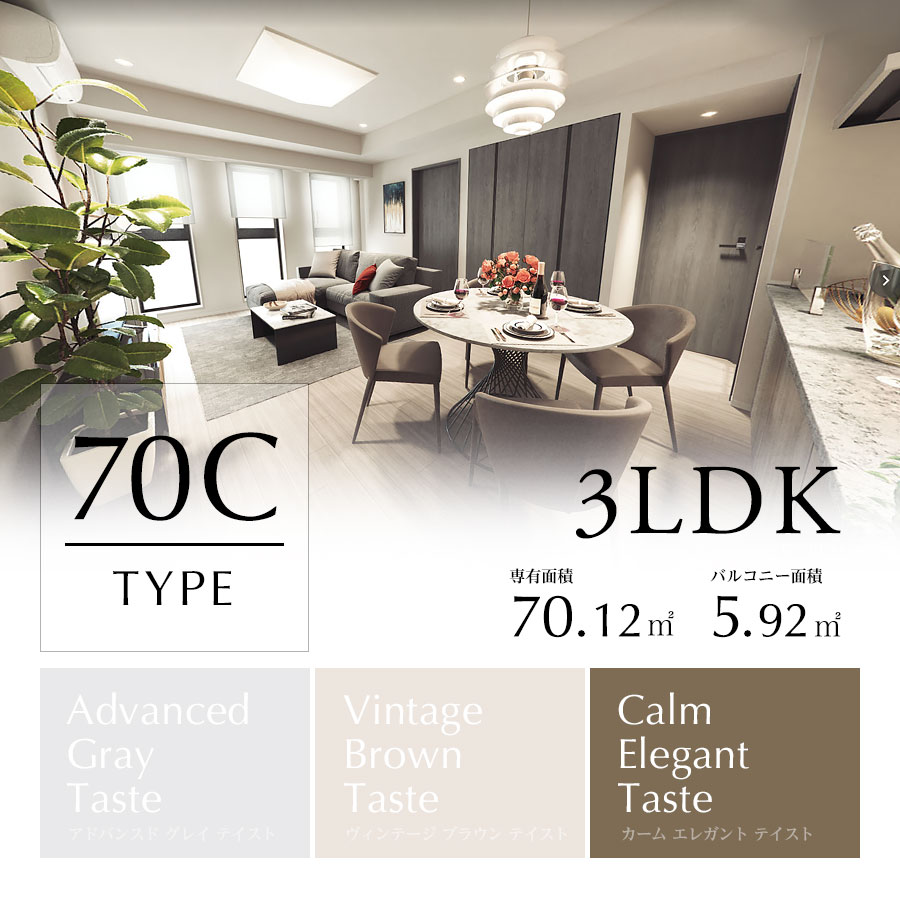 70C
TYPE
3LDK
専有面積
70.12㎡
バルコニー面積
5.92㎡
Advanced
Gray
Taste
アドバンスド グレイ テイスト
Vintage
Brown
Taste
ヴィンテージ ブラウン テイスト
Calm
Elegant
Taste
カーム エレガント テイスト